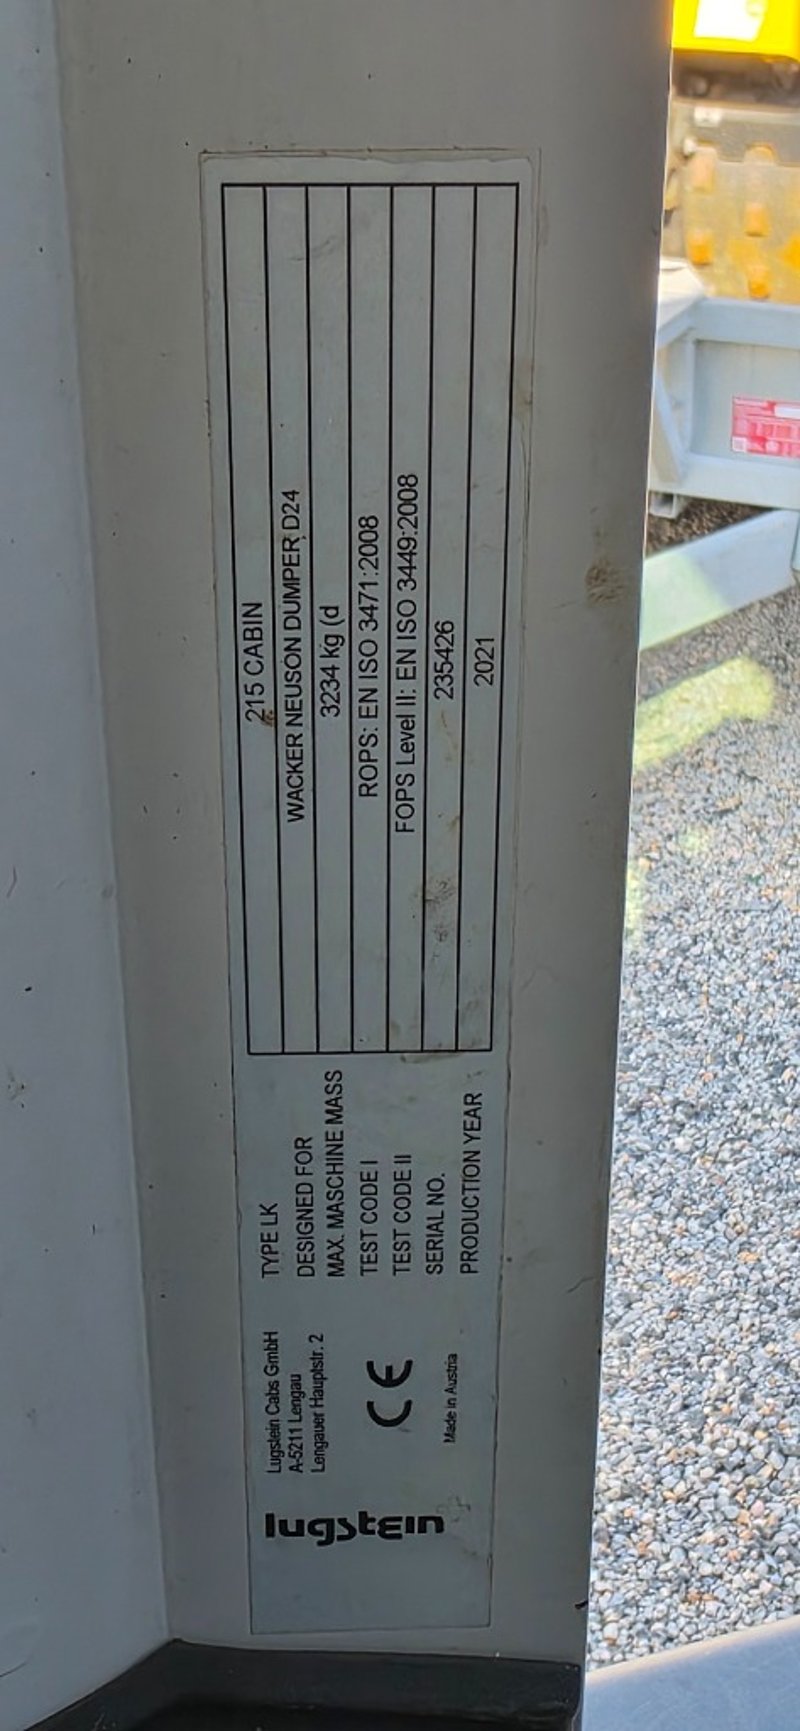 lugstein
Lugstein Cabs GmbH
A-5211 Lengau
Lengauer Hauptstr. 2
CE
Made in Austria
TYPE LK 215 CABIN
DESIGNED FOR WACKER NEUSON DUMPER D24
MAX. MASCHINE MASS 3234 kg (d
TEST CODE I ROPS: EN ISO 3471:2008
TEST CODE II FOPS Level II: EN ISO 3449:2008
SERIAL NO. 235426
PRODUCTION YEAR 2021